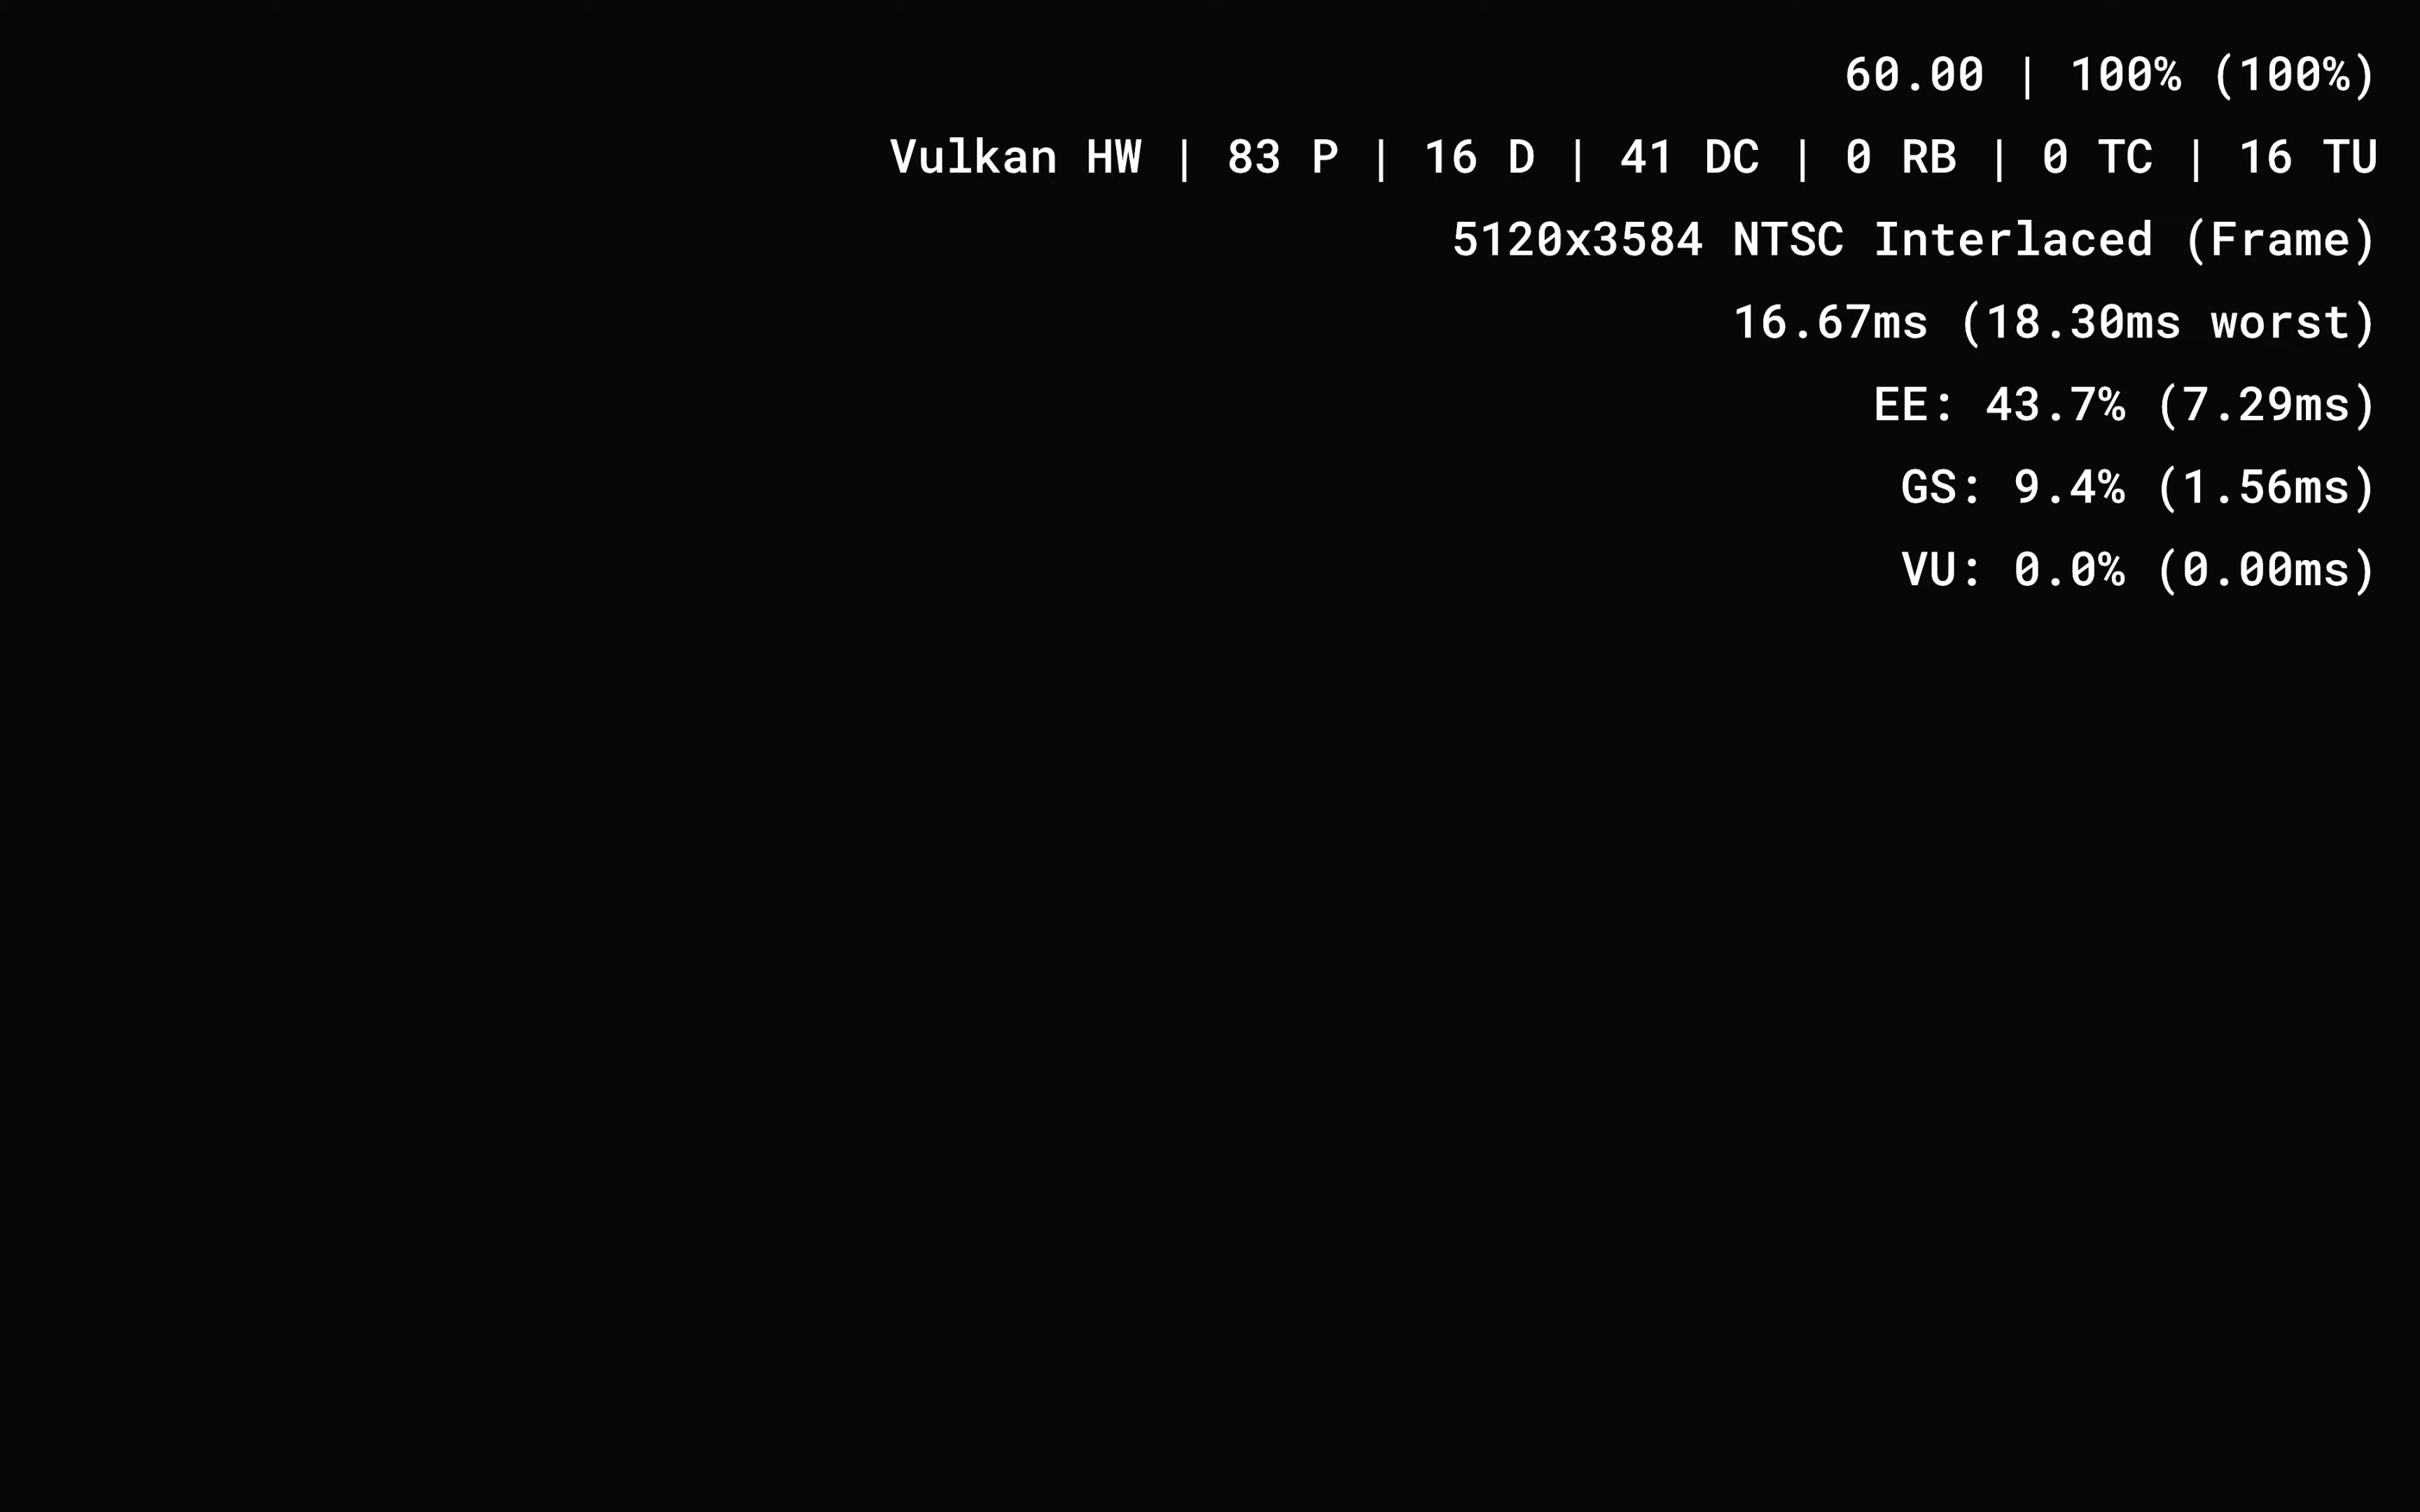 60.00 | 100% (100%)
Vulkan HW | 83 P | 16 D | 41 DC | 0 RB | 0 TC | 16 TU
5120x3584 NTSC Interlaced (Frame)
16.67ms (18.30ms worst)
EE: 43.7% (7.29ms)
GS: 9.4% (1.56ms)
VU: 0.0% (0.00ms)